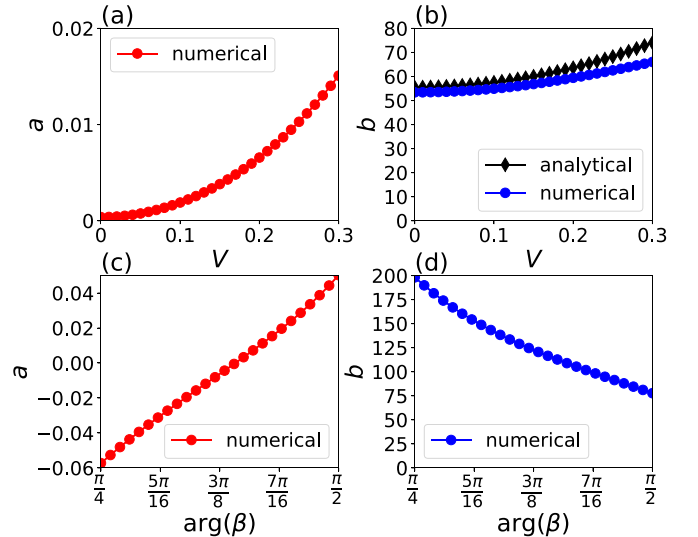 (a)
numerical
a
0.02
0.01
0
0
0.1
0.2
0.3
V
(b)
analytical
numerical
b
80
70
60
50
40
30
20
10
0
0
0.1
0.2
0.3
V
(c)
numerical
a
0.04
0.02
0.00
−0.02
−0.04
−0.06
π/4
5π/16
3π/8
7π/16
π/2
arg(β)
(d)
numerical
b
200
175
150
125
100
75
50
25
0
π/4
5π/16
3π/8
7π/16
π/2
arg(β)